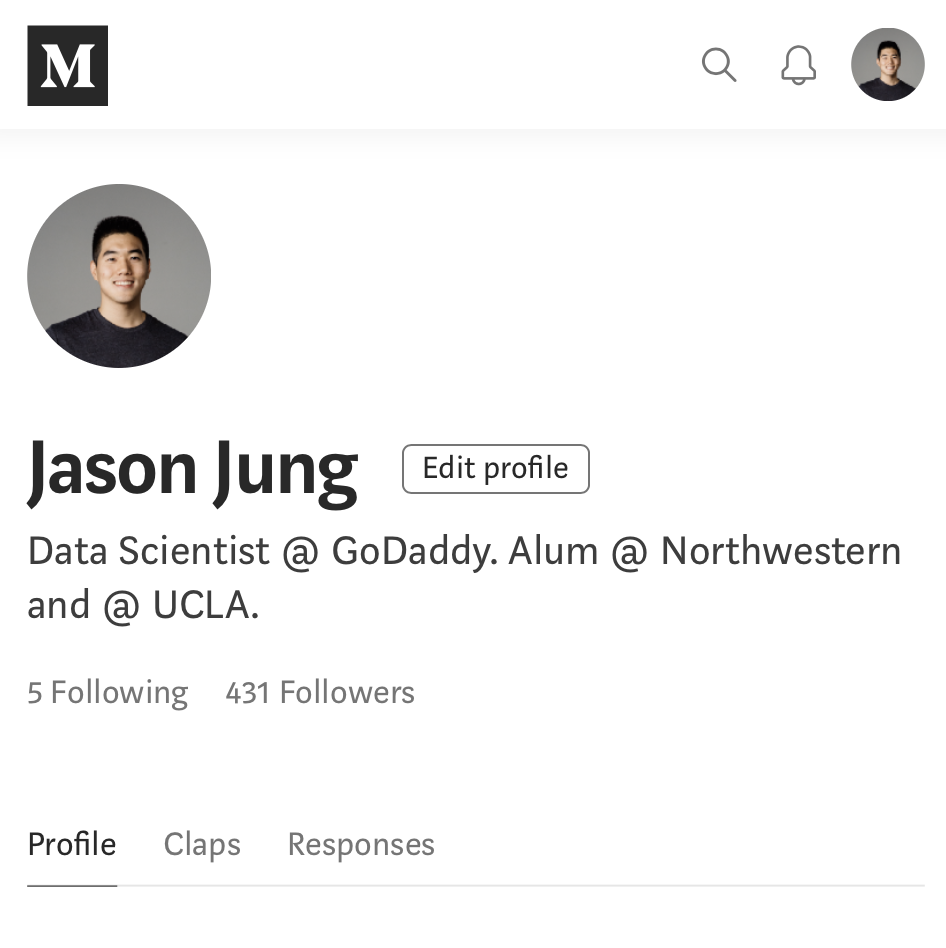 M
Jason Jung
Edit profile
Data Scientist @ GoDaddy. Alum @ Northwestern
and @ UCLA.
5 Following 431 Followers
Profile Claps Responses